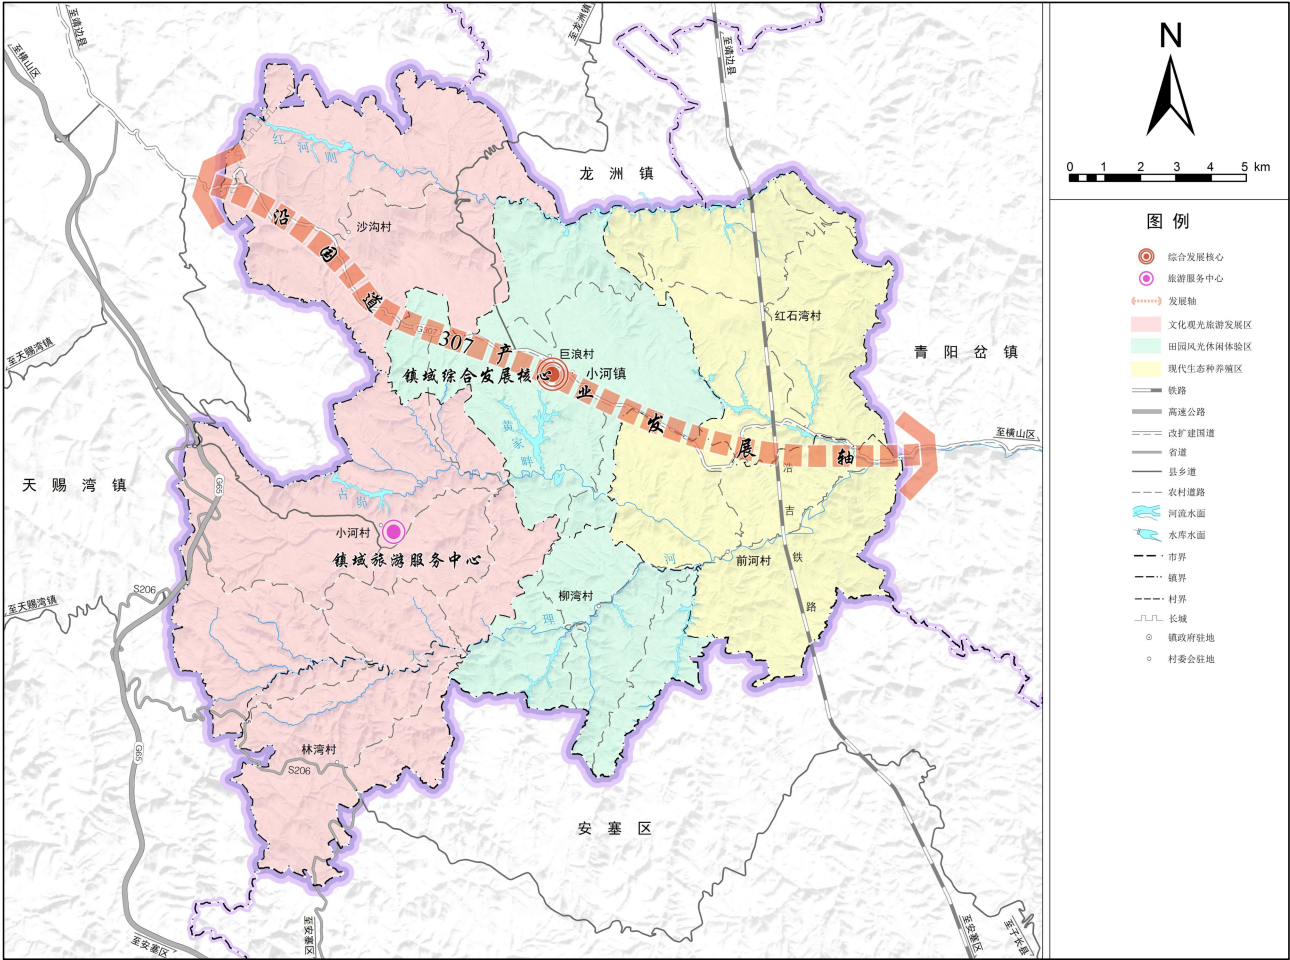 至靖边县
至横山区
至龙洲镇
至靖边县
红河则
龙洲镇
沙沟村
沿国道307产业发展轴
G307
红石湾村
青阳岔镇
巨浪村
小河镇
镇域综合发展核心
至天赐湾镇
黄家畔
至横山区
浩吉铁路
天赐湾镇
G65
小河村
镇域旅游服务中心
前河村
河
S206
至天赐湾镇
柳湾村
理
大
林湾村
S206
G65
安塞区
至安塞区
至安塞区
至安塞区
至子长县
N
0 1 2 3 4 5 km
图例
综合发展核心
旅游服务中心
发展轴
文化观光旅游发展区
田园风光休闲体验区
现代生态种养殖区
铁路
高速公路
改扩建国道
省道
县乡道
农村道路
河流水面
水库水面
市界
镇界
村界
长城
镇政府驻地
村委会驻地